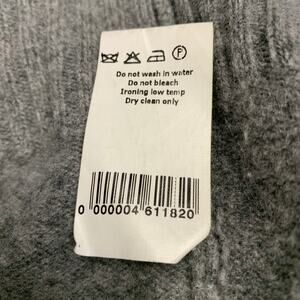 P
Do not wash in water
Do not bleach
Ironing low temp
Dry clean only
0 000004 611820